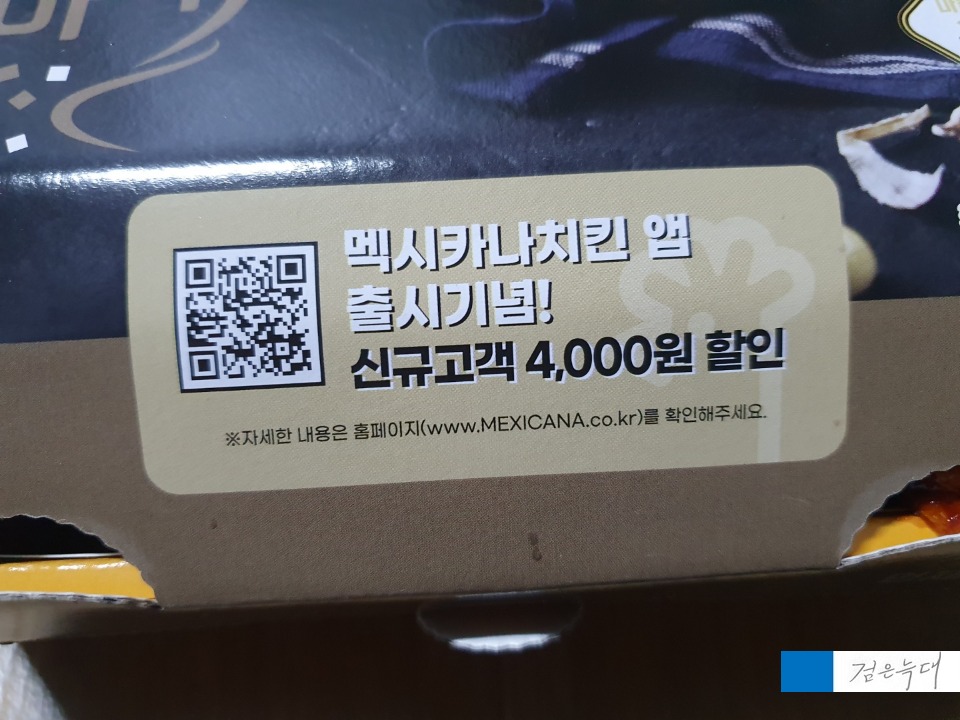 멕시카나치킨 앱
출시기념!
신규고객 4,000원 할인
※자세한 내용은 홈페이지(www.MEXICANA.co.kr)를 확인해주세요.
검은늑대